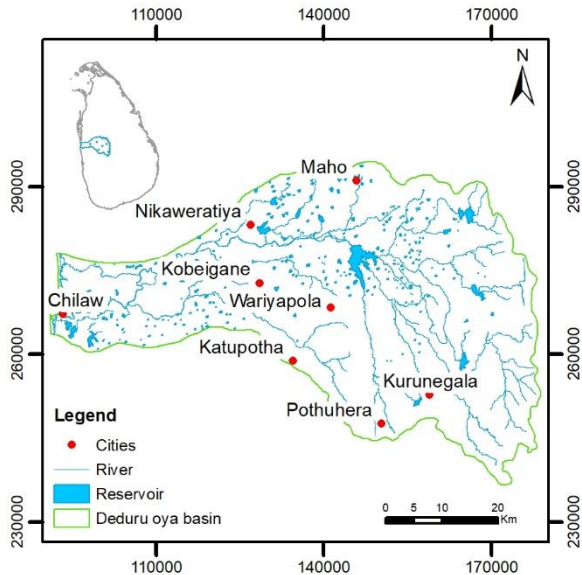 110000 140000 170000
N
290000 290000
Maho
Nikaweratiya
Kobeigane
Wariyapola
Chilaw
260000 260000
Katupotha
Kurunegala
Pothuhera
Legend
Cities
River
Reservoir
Deduru oya basin
0 5 10 20
Km
230000 230000
110000 140000 170000